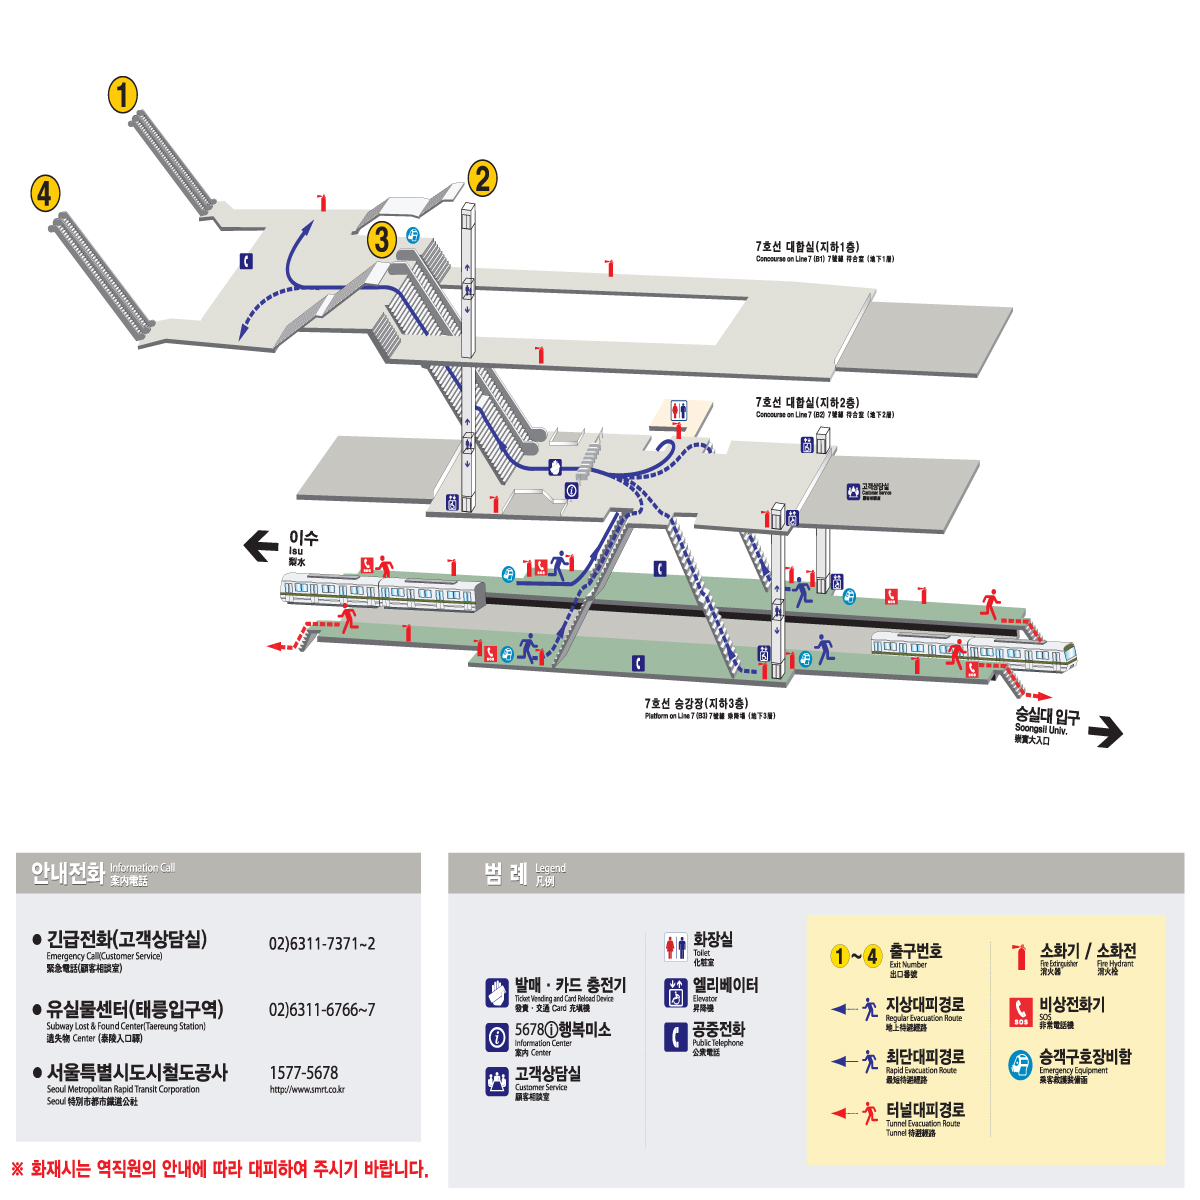 1
4
2
3
7호선 대합실(지하1층)
Concourse on Line 7 (B1) 7號線 待合室 (地下1層)
7호선 대합실(지하2층)
Concourse on Line 7 (B2) 7號線 待合室 (地下2層)
고객상담실
Customer Service
顧客相談室
이수
Isu
梨水
SOS
SOS
SOS
SOS
SOS
7호선 승강장(지하3층)
Platform on Line 7 (B3) 7號線 乘降場 (地下3層)
숭실대 입구
Soongsil Univ.
崇實大入口
안내전화 Information Call
案內電話
긴급전화(고객상담실) 02)6311-7371~2
Emergency Call(Customer Service)
緊急電話(顧客相談室)
유실물센터(태릉입구역) 02)6311-6766~7
Subway Lost & Found Center(Taereung Station)
遺失物 Center (泰陵入口驛)
서울특별시도시철도공사 1577-5678
Seoul Metropolitan Rapid Transit Corporation http://www.smrt.co.kr
Seoul 特別市都市鐵道公社
※ 화재시는 역직원의 안내에 따라 대피하여 주시기 바랍니다.
범 례 Legend
凡例
발매 · 카드 충전기
Ticket Vending and Card Reload Device
發賣 · 交通 Card 充塡機
5678ⓘ행복미소
Information Center
案內 Center
고객상담실
Customer Service
顧客相談室
화장실
Toilet
化粧室
엘리베이터
Elevator
昇降機
공중전화
Public Telephone
公衆電話
1~4 출구번호
Exit Number
出口番號
지상대피경로
Regular Evacuation Route
地上待避經路
최단대피경로
Rapid Evacuation Route
最短待避經路
터널대피경로
Tunnel Evacuation Route
Tunnel 待避經路
소화기 / 소화전
Fire Extinguisher Fire Hydrant
消火器 消火栓
SOS
비상전화기
SOS
非常電話機
승객구호장비함
Emergency Equipment
乘客救護裝備函